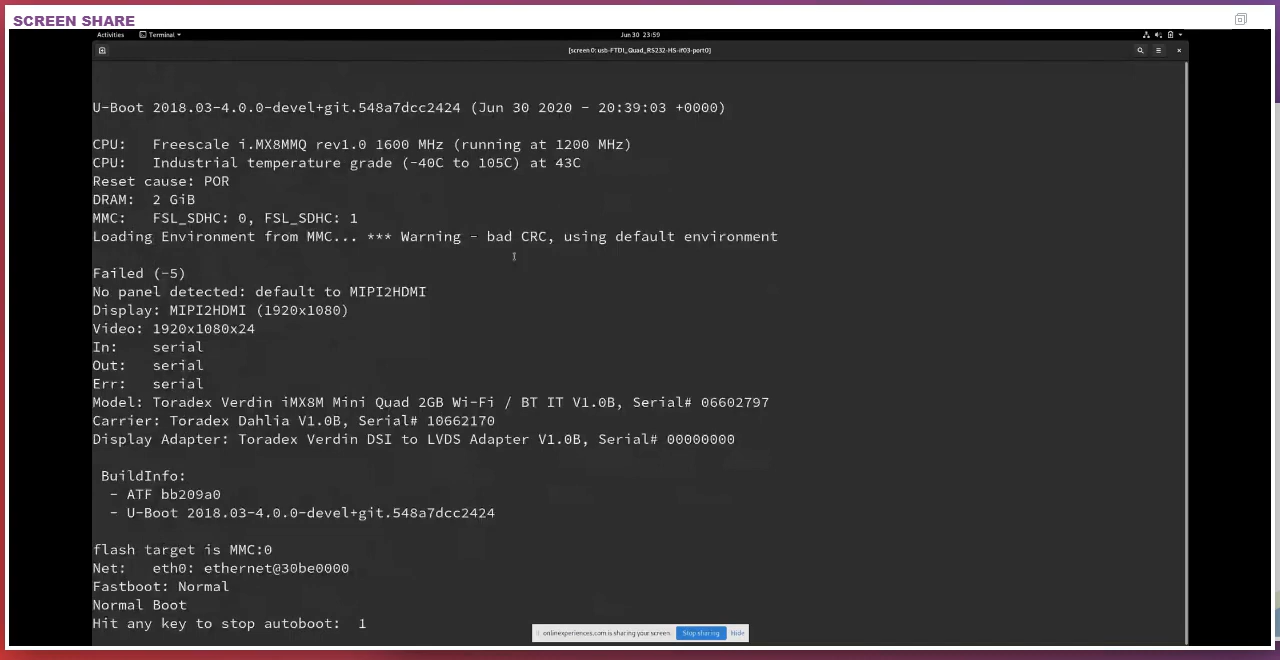 SCREEN SHARE
Activities Terminal Jun 30 23:59
[screen 0: usb-FTDI_Quad_RS232-HS-if03-port0]
U-Boot 2018.03-4.0.0-devel+git.548a7dcc2424 (Jun 30 2020 - 20:39:03 +0000)
CPU: Freescale i.MX8MMQ rev1.0 1600 MHz (running at 1200 MHz)
CPU: Industrial temperature grade (-40C to 105C) at 43C
Reset cause: POR
DRAM: 2 GiB
MMC: FSL_SDHC: 0, FSL_SDHC: 1
Loading Environment from MMC... *** Warning - bad CRC, using default environment
Failed (-5)
No panel detected: default to MIPI2HDMI
Display: MIPI2HDMI (1920x1080)
Video: 1920x1080x24
In: serial
Out: serial
Err: serial
Model: Toradex Verdin iMX8M Mini Quad 2GB Wi-Fi / BT IT V1.0B, Serial# 06602797
Carrier: Toradex Dahlia V1.0B, Serial# 10662170
Display Adapter: Toradex Verdin DSI to LVDS Adapter V1.0B, Serial# 00000000
BuildInfo:
- ATF bb209a0
- U-Boot 2018.03-4.0.0-devel+git.548a7dcc2424
flash target is MMC:0
Net: eth0: ethernet@30be0000
Fastboot: Normal
Normal Boot
Hit any key to stop autoboot: 1
onlinexperiences.com is sharing your screen. Stop sharing Hide